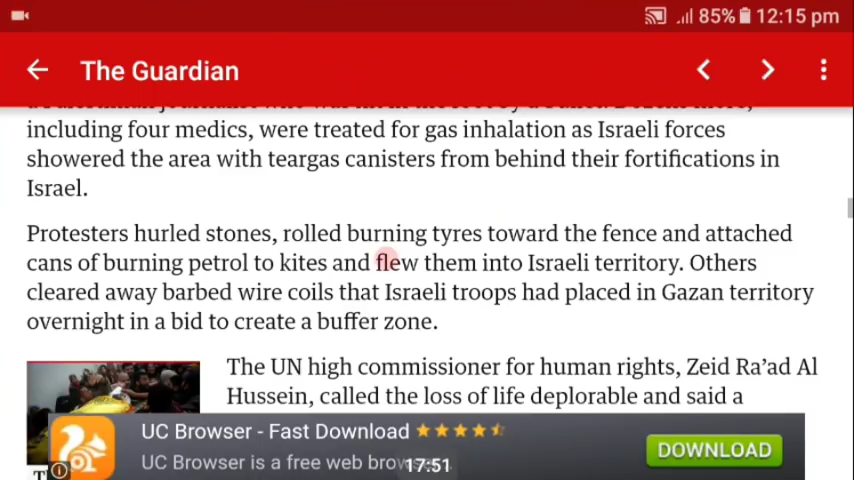 85% 12:15 pm
The Guardian
including four medics, were treated for gas inhalation as Israeli forces
showered the area with teargas canisters from behind their fortifications in
Israel.
Protesters hurled stones, rolled burning tyres toward the fence and attached
cans of burning petrol to kites and flew them into Israeli territory. Others
cleared away barbed wire coils that Israeli troops had placed in Gazan territory
overnight in a bid to create a buffer zone.
The UN high commissioner for human rights, Zeid Ra’ad Al
Hussein, called the loss of life deplorable and said a
UC Browser - Fast Download
UC Browser is a free web
17:51
DOWNLOAD